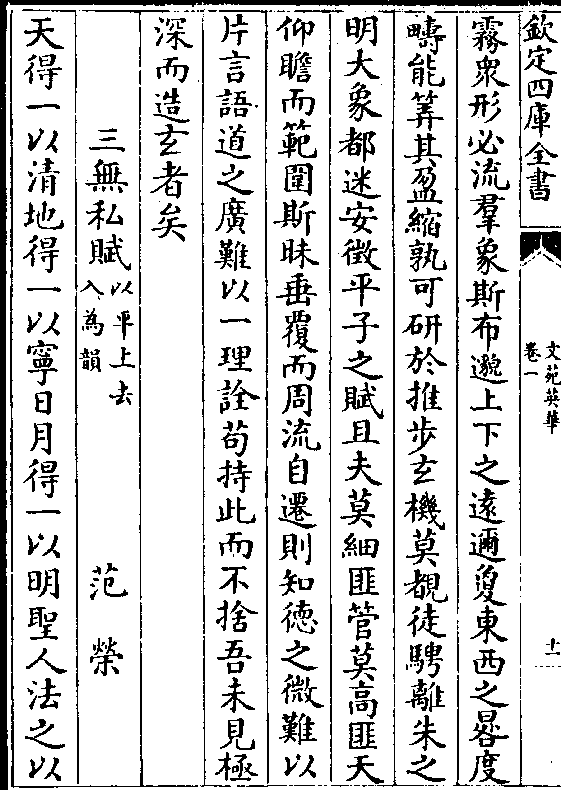 欽定四庫全書
文苑英華
卷一
十一
霧衆形必流羣象斯布邈上下之遠邇敻東西之晷度
疇能筭其盈縮孰可研於推步玄機莫覩徒騁離朱之
明大象都迷安徵平子之賦且夫莫細匪管莫高匪天
仰瞻而範圍斯昧垂覆而周流自遷則知徳之微難以
片言語道之廣難以一理詮苟持此而不捨吾未見極
深而造玄者矣
三無私賦以平上去
入為韻
范榮
天得一以清地得一以寧日月得一以明聖人法之以